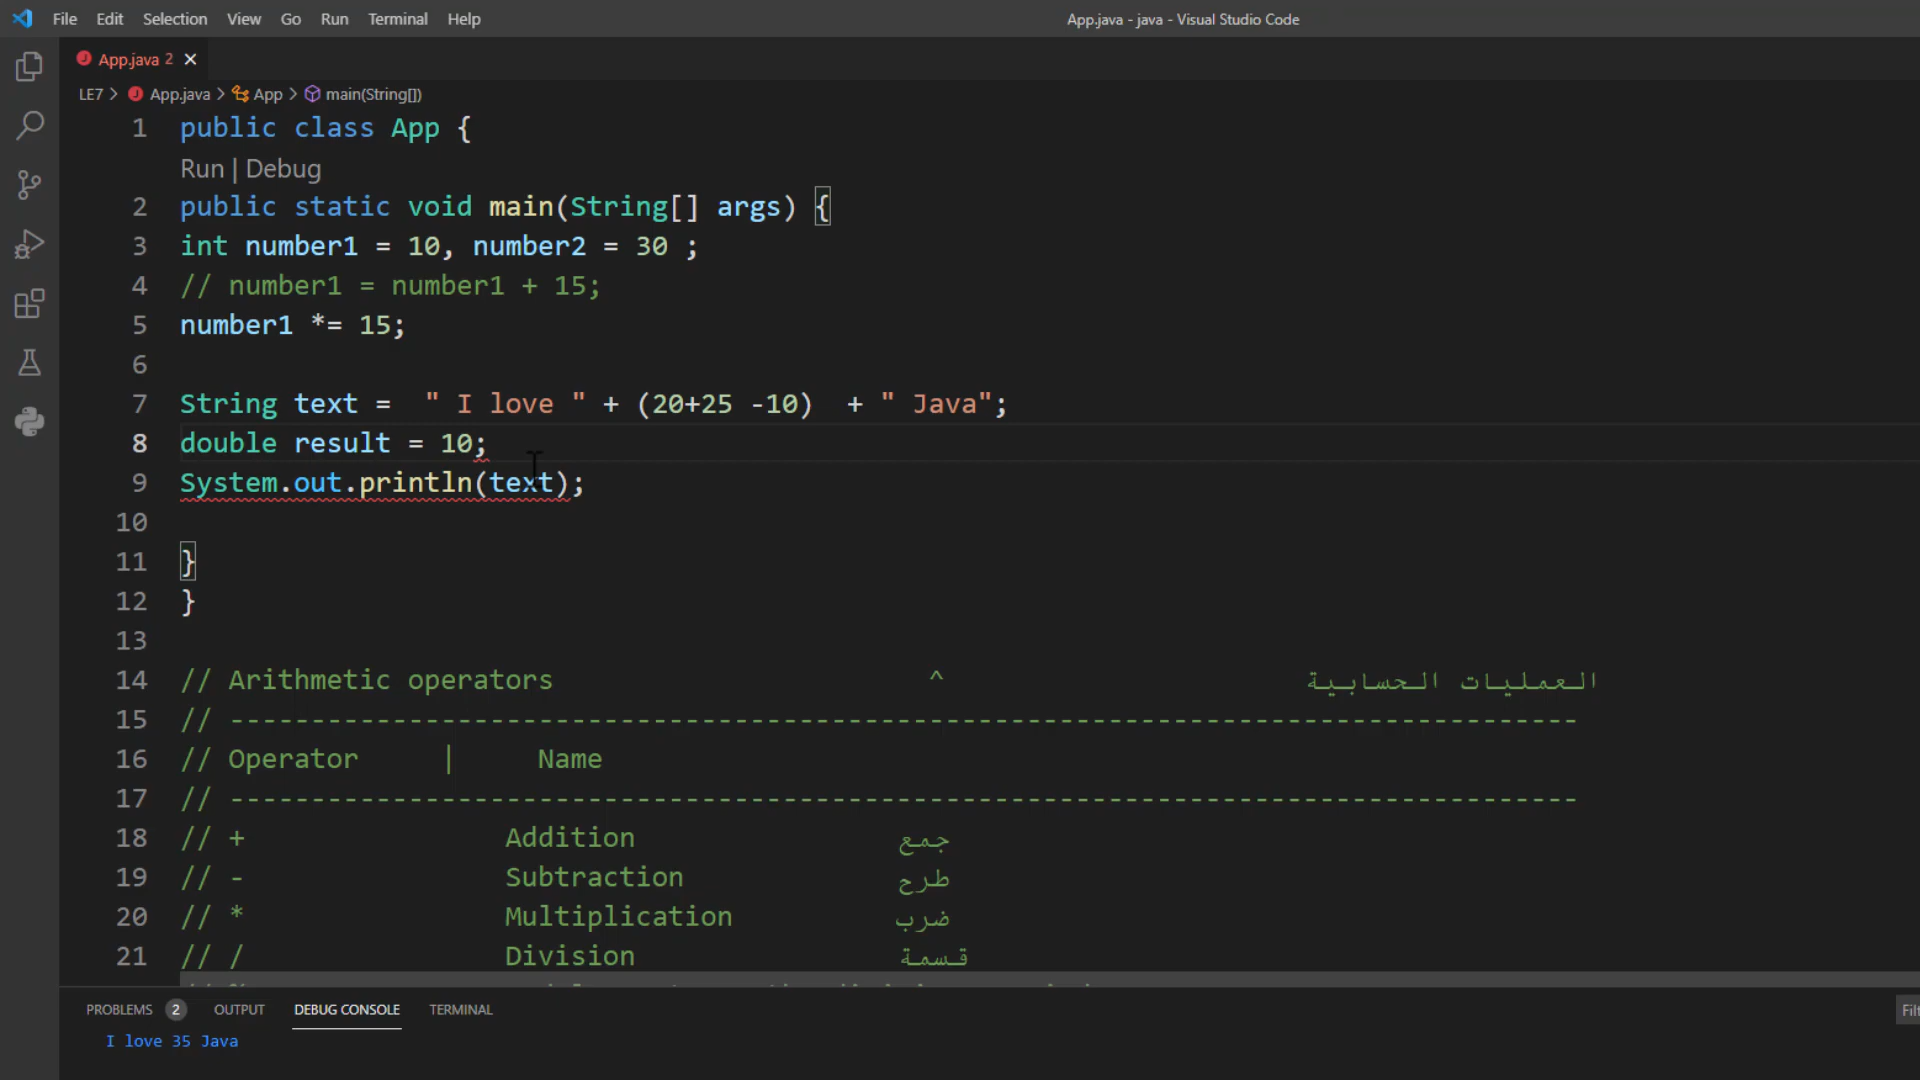 File Edit Selection View Go Run Terminal Help App.java - java - Visual Studio Code
App.java 2
LE7 > App.java > App > main(String[])
1 public class App {
Run | Debug
2 public static void main(String[] args) {
3 int number1 = 10, number2 = 30 ;
4 // number1 = number1 + 15;
5 number1 *= 15;
6
7 String text =  " I love " + (20+25 -10)  + " Java";
8 double result = 10;
9 System.out.println(text);
10
11 }
12 }
13
14 // Arithmetic operators ^ العمليات الحسابية
15 // -----------------------------------------------------------------------------------
16 // Operator | Name
17 // -----------------------------------------------------------------------------------
18 // + Addition جمع
19 // - Subtraction طرح
20 // * Multiplication ضرب
21 // / Division قسمة
PROBLEMS 2 OUTPUT DEBUG CONSOLE TERMINAL
I love 35 Java